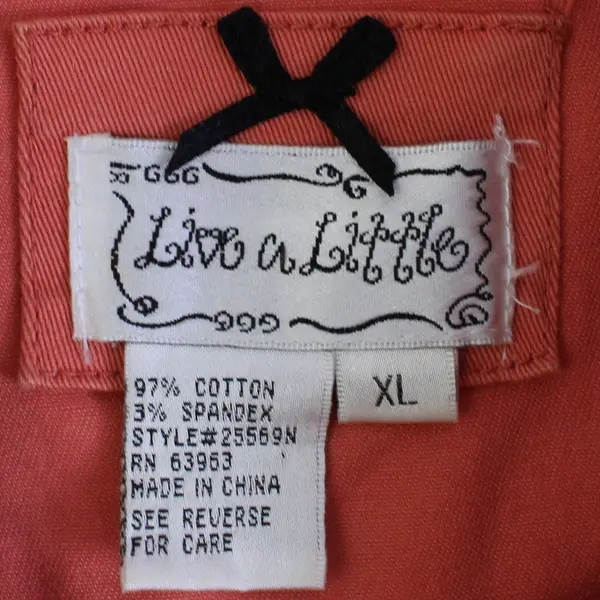 Live a Little
XL
97% COTTON
3% SPANDEX
STYLE#25569N
RN 63963
MADE IN CHINA
SEE REVERSE
FOR CARE